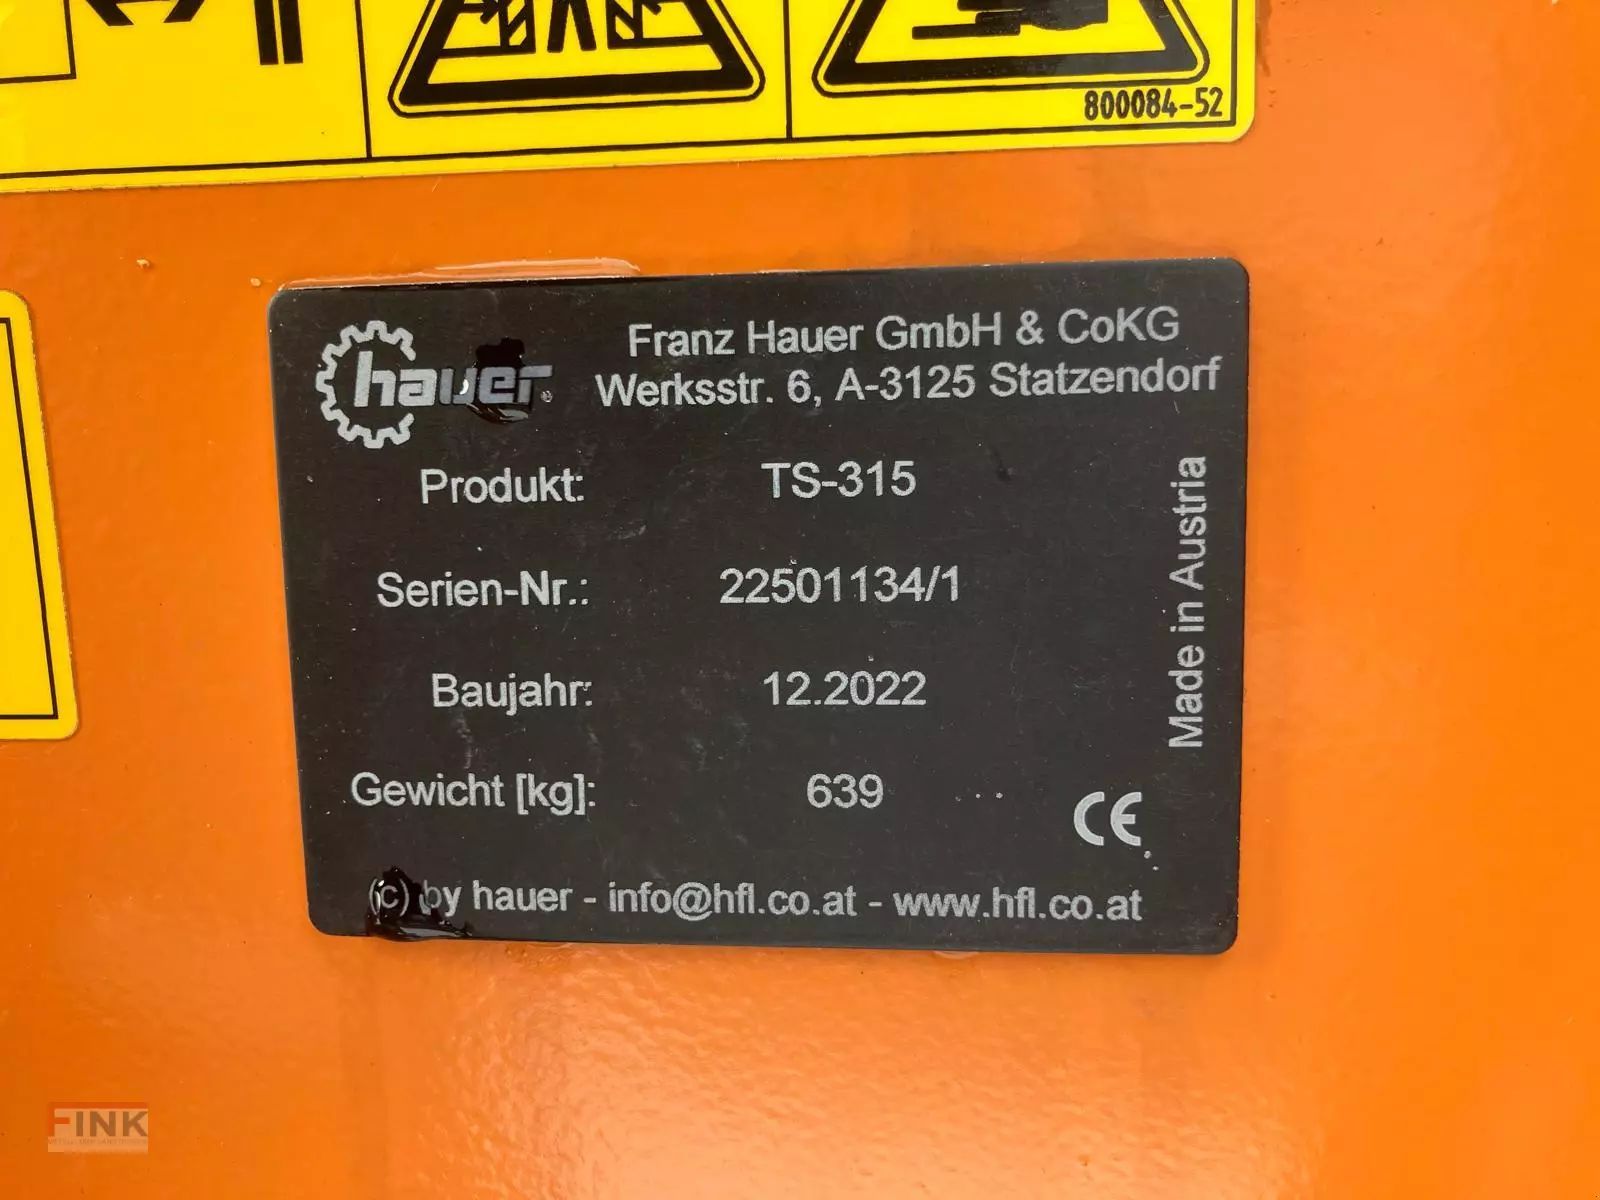 800084-52
hauer®
Franz Hauer GmbH & CoKG
Werksstr. 6, A-3125 Statzendorf
Produkt: TS-315
Serien-Nr.: 22501134/1
Baujahr: 12.2022
Gewicht [kg]: 639
Made in Austria
CE
(c) by hauer - info@hfl.co.at - www.hfl.co.at
FINK